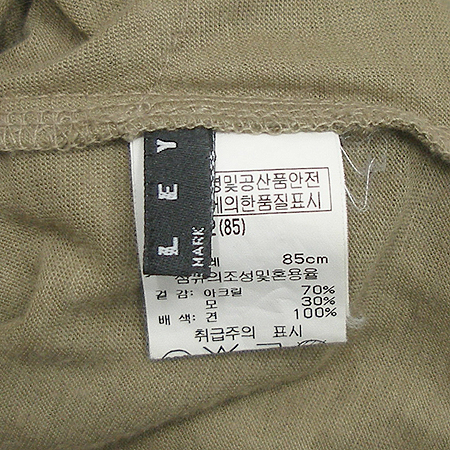 LEY
MARK
및공산품안전
에의한품질표시
2(85)
85cm
섬유의조성및혼용율
겉 감: 아크릴 70%
모 30%
배 색: 견 100%
취급주의 표시